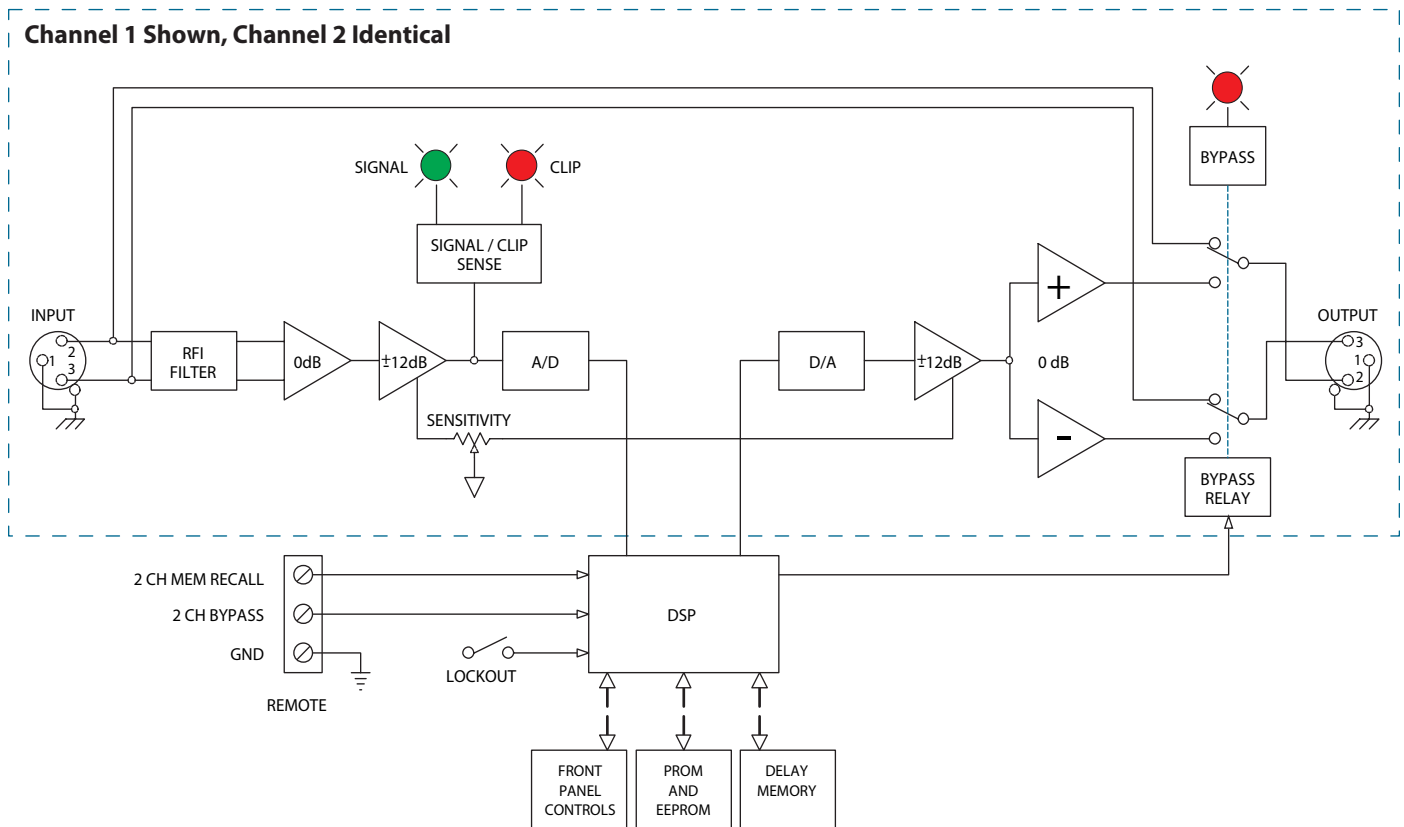 Channel 1 Shown, Channel 2 Identical
BYPASS
SIGNAL
CLIP
SIGNAL / CLIP
SENSE
INPUT
2
1
3
RFI
FILTER
0dB
±12dB
A/D
SENSITIVITY
D/A
±12dB
+
0 dB
-
OUTPUT
3
1
2
BYPASS
RELAY
2 CH MEM RECALL
2 CH BYPASS
GND
REMOTE
LOCKOUT
DSP
FRONT
PANEL
CONTROLS
PROM
AND
EEPROM
DELAY
MEMORY